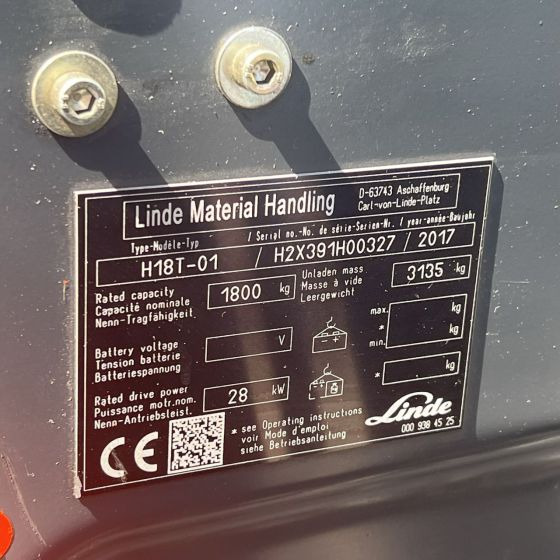 Linde Material Handling
D-63743 Aschaffenburg
Carl-von-Linde-Platz
Type-Modèle-Typ / Serial no.-No. de série-Serien-Nr. / year-année-Baujahr
H18T-01 / H2X391H00327 / 2017
Rated capacity
Capacité nominale
Nenn-Tragfähigkeit
1800 kg
Unladen mass
Masse à vide
Leergewicht
3135 kg
Battery voltage
Tension batterie
Batteriespannung
V
max. kg
*
min. kg
Rated drive power
Puissance motr.nom.
Nenn-Antriebsleist.
28 kW
* kg
CE
* see Operating instructions
voir Mode d'emploi
siehe Betriebsanleitung
Linde
000 938 45 25